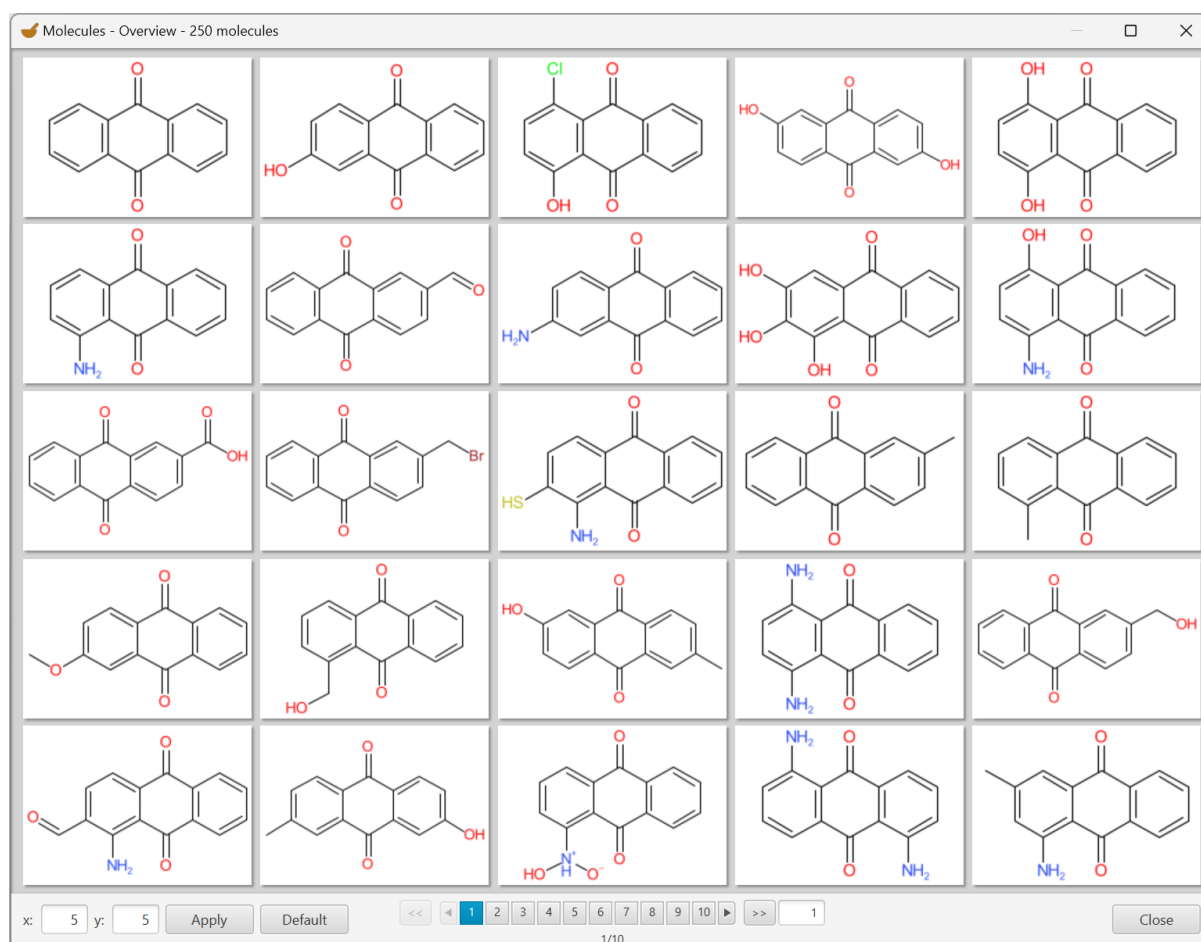 Molecules - Overview - 250 molecules
O O Cl O O OH O
HO HO
O O OH O O OH OH O
O O O O OH O
O H₂N HO HO
NH₂ O O O OH O NH₂ O
O O O O O O
OH Br HS
O O NH₂ O O O
O O O NH₂ O O
HO OH
O O HO O O NH₂ O O
O O O NH₂ O O
O OH
NH₂ O O HO N⁺ H O⁻ O O NH₂ NH₂ O
x: 5 y: 5 Apply Default << 1 2 3 4 5 6 7 8 9 10 >> 1 Close
1/10